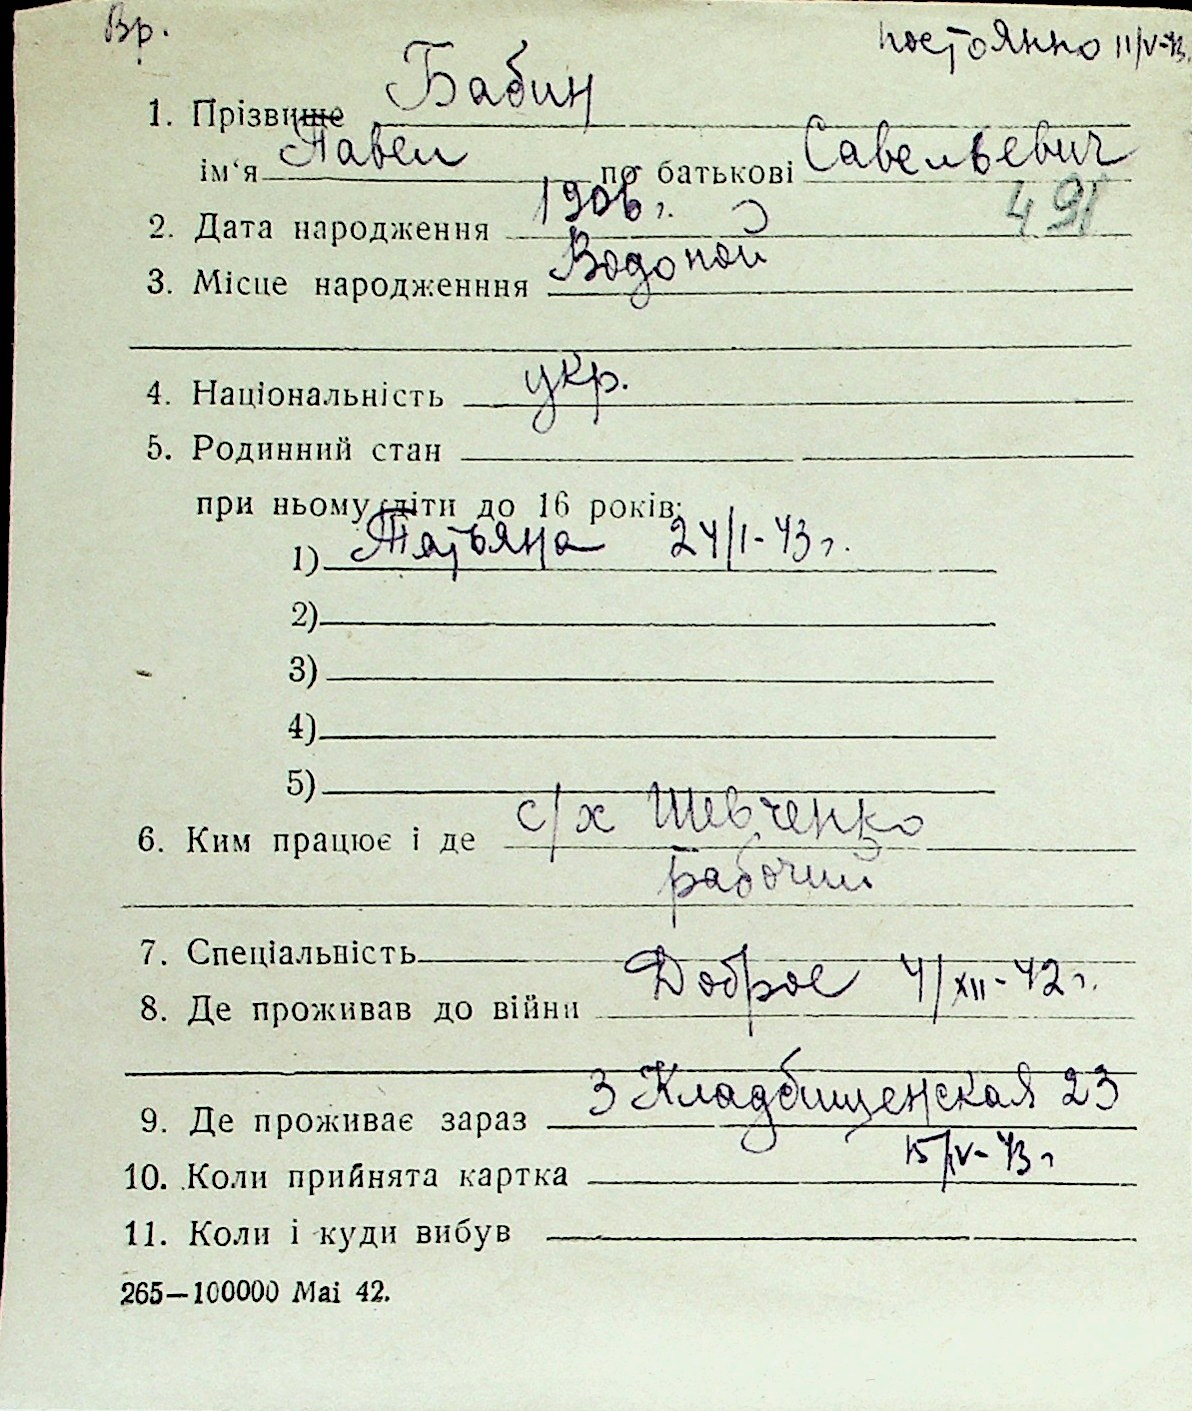 Вр. постоянно 11/V-43.
1. Прізвище Бабин
ім‘я Павел по батькові Савельевич
2. Дата народження 1906 г. 491
3. Місце народженння Водопой
4. Національність укр.
5. Родинний стан
при ньому діти до 16 років:
1) Татьяна 24/I-43 г.
2)
3)
4)
5)
6. Ким працює і де с/х Шевченко
рабочий
7. Спеціальність
8. Де проживав до війни Доброе 4/XII-42 г.
9. Де проживає зараз 3 Кладбищенская 23
10. Коли прийнята картка 15/IV-43 г
11. Коли і куди вибув
265—100000 Mai 42.